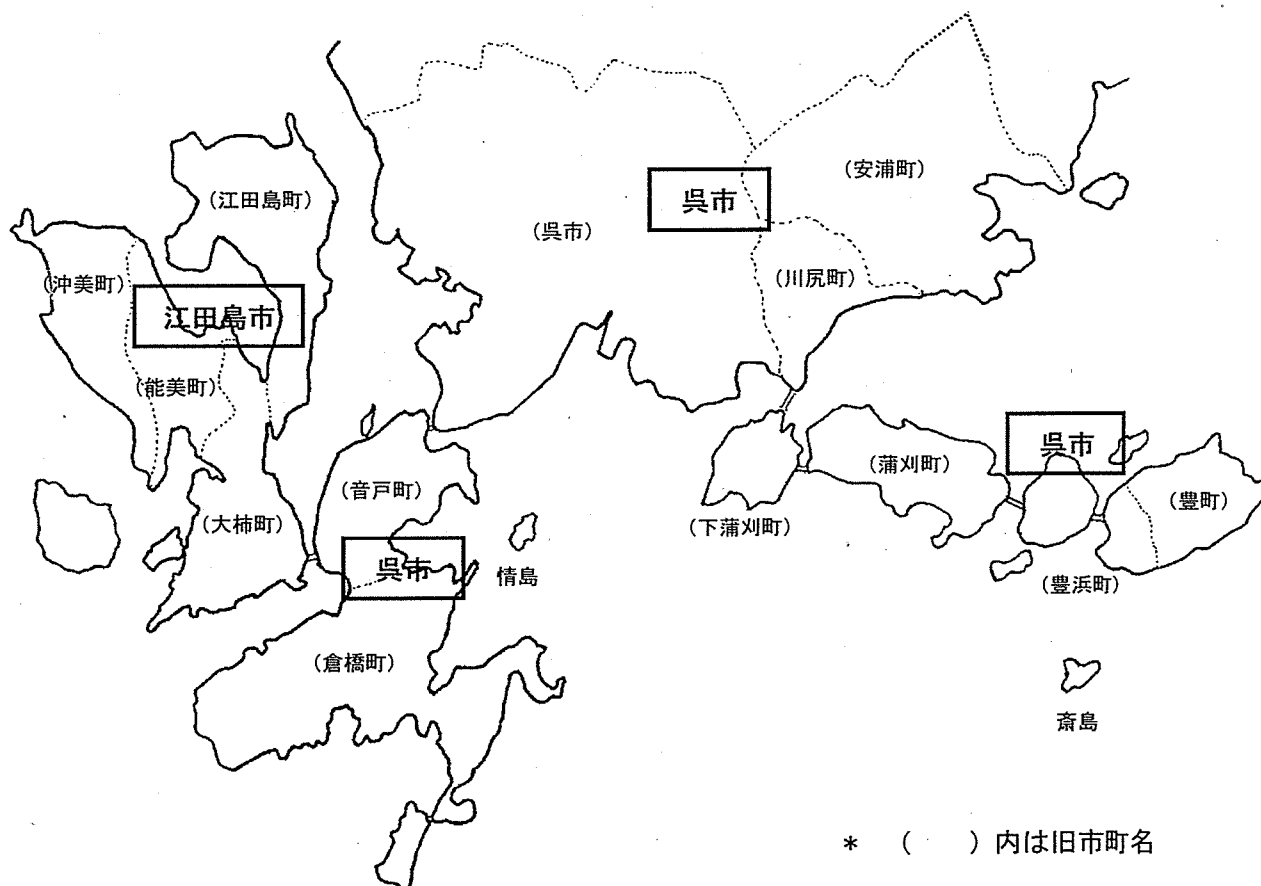 (江田島町)
(安浦町)
呉市
(呉市)
(沖美町)
(川尻町)
江田島市
(能美町)
呉市
(蒲刈町)
(音戸町)
(豊町)
(大柿町)
(下蒲刈町)
呉市
情島
(豊浜町)
(倉橋町)
斎島
* ( )内は旧市町名